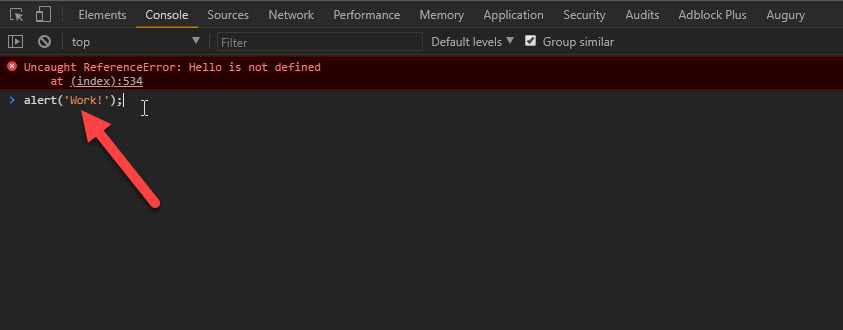 Elements Console Sources Network Performance Memory Application Security Audits Adblock Plus Augury
top Filter Default levels Group similar
Uncaught ReferenceError: Hello is not defined
at (index):534
> alert('Work!');